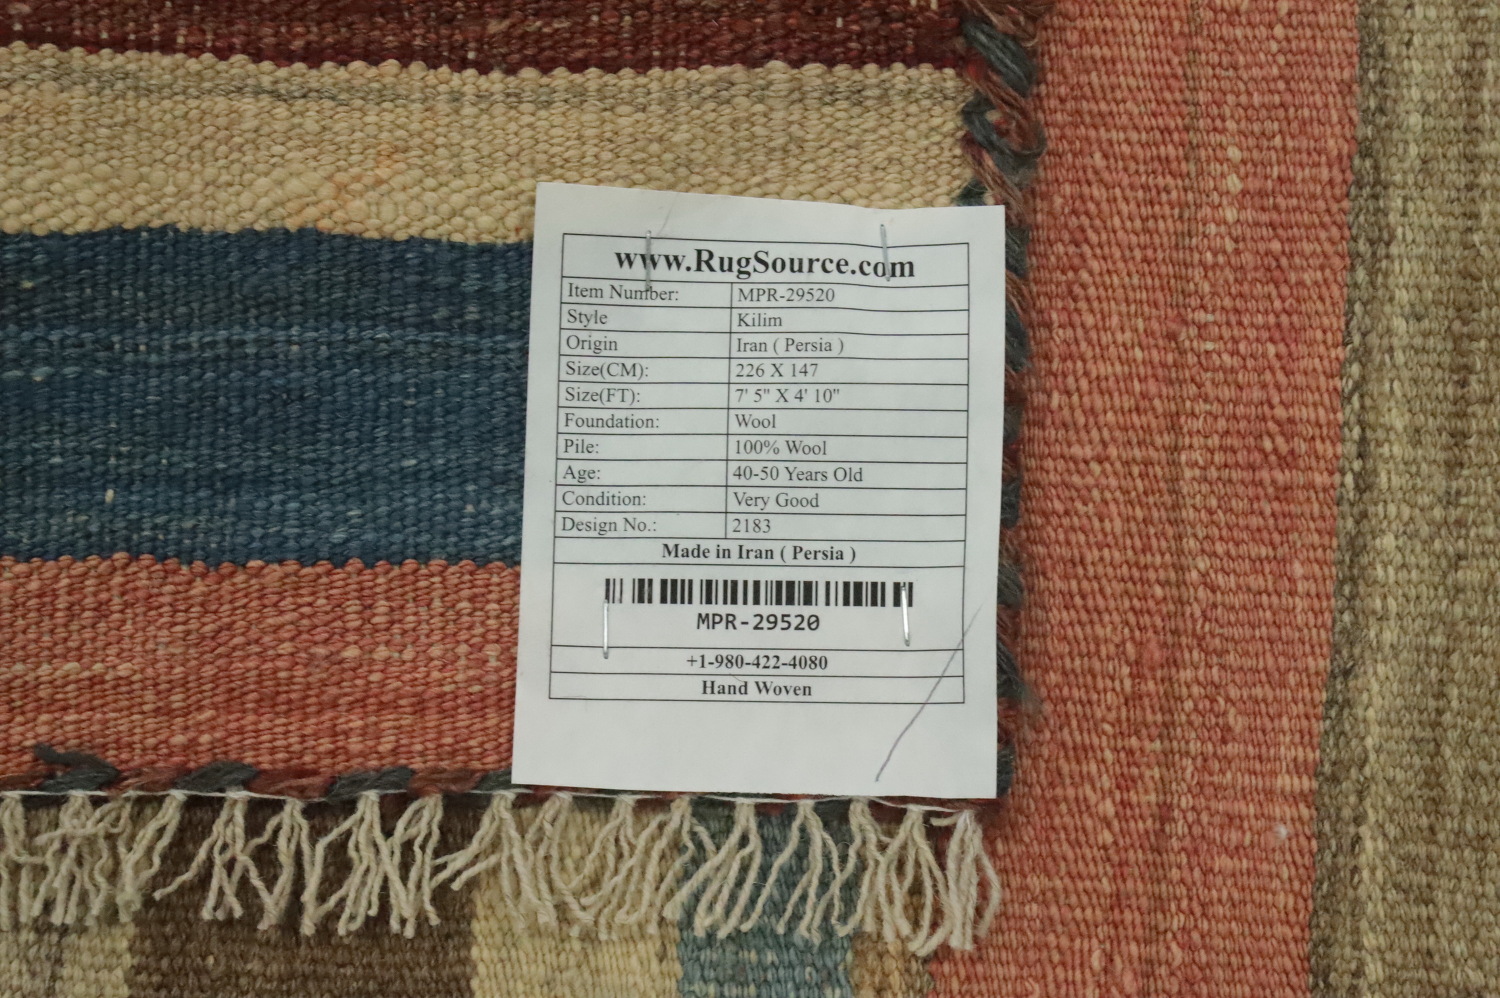 www.RugSource.com
Item Number: MPR-29520
Style Kilim
Origin Iran ( Persia )
Size(CM): 226 X 147
Size(FT): 7' 5" X 4' 10"
Foundation: Wool
Pile: 100% Wool
Age: 40-50 Years Old
Condition: Very Good
Design No.: 2183
Made in Iran ( Persia )
MPR-29520
+1-980-422-4080
Hand Woven